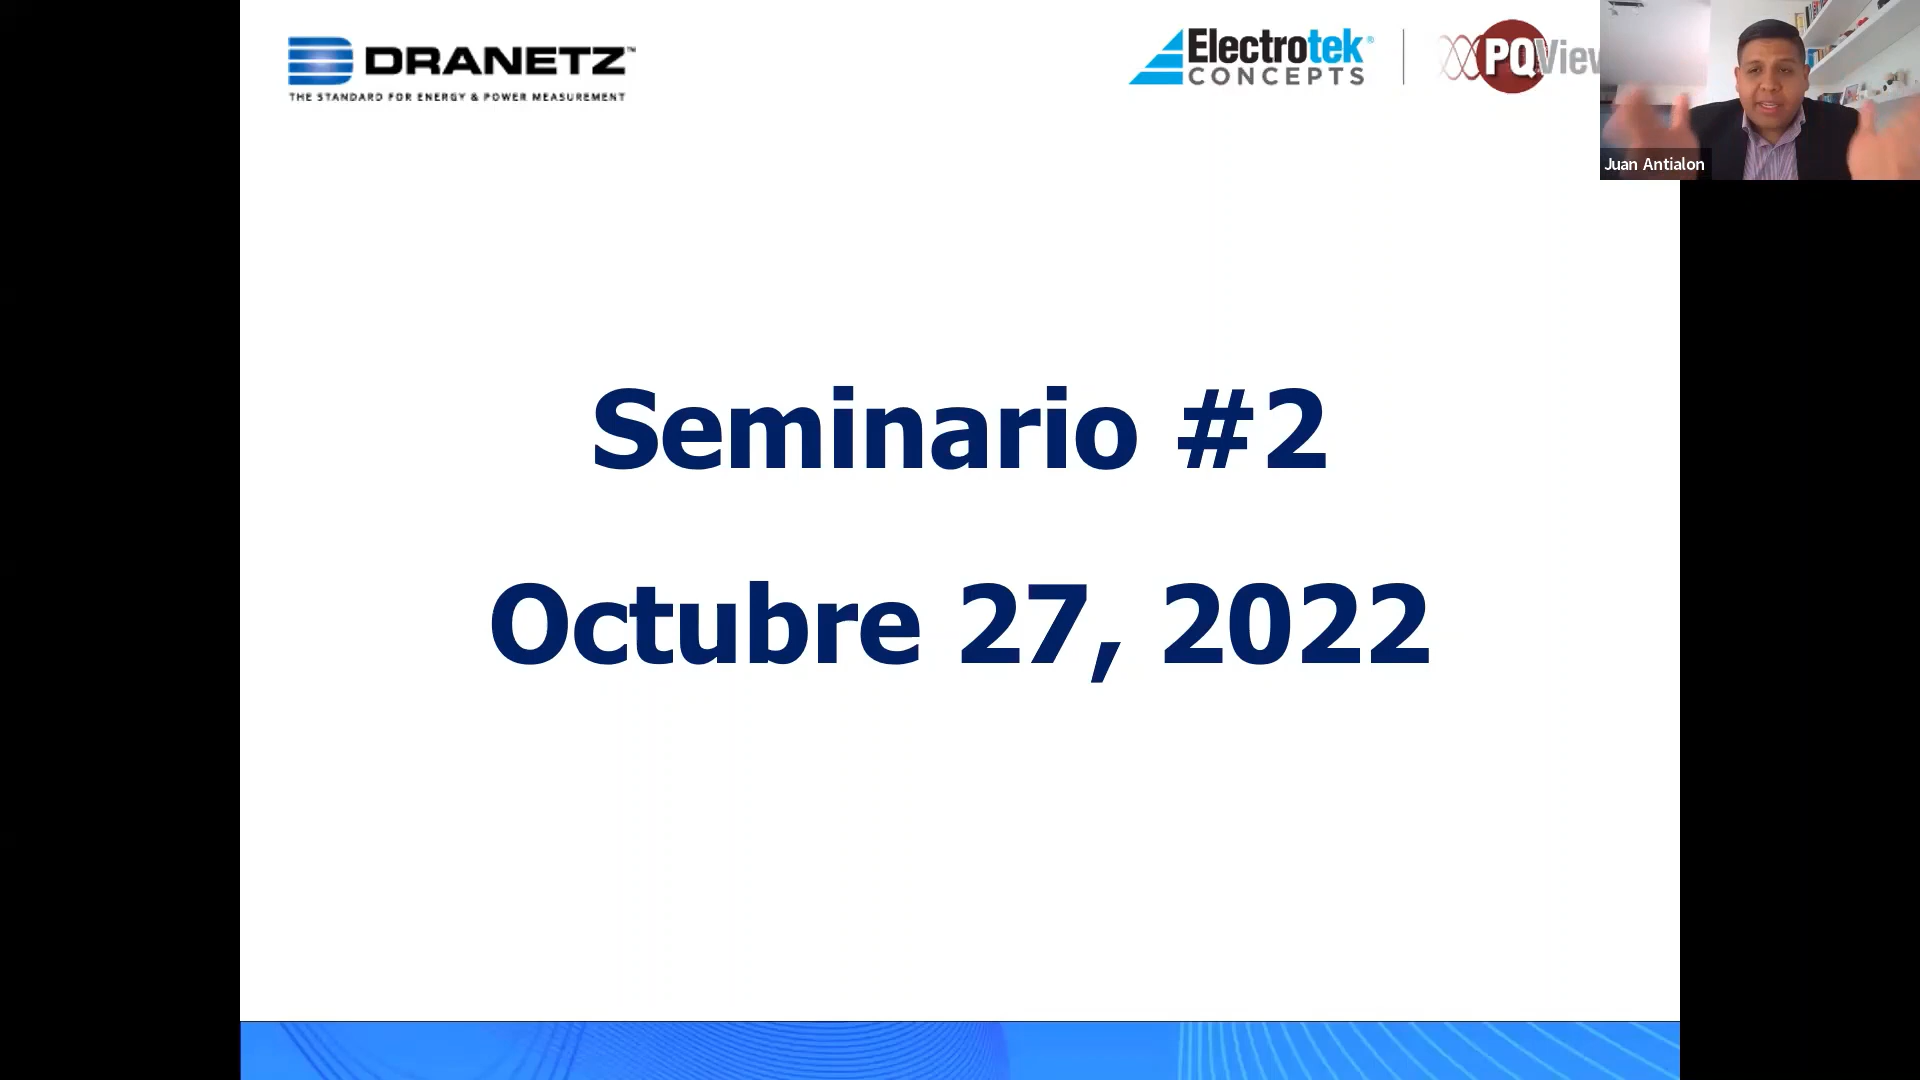 DRANETZ™
THE STANDARD FOR ENERGY & POWER MEASUREMENT
Electrotek®
CONCEPTS
PQView
Juan Antialon
Seminario #2
Octubre 27, 2022